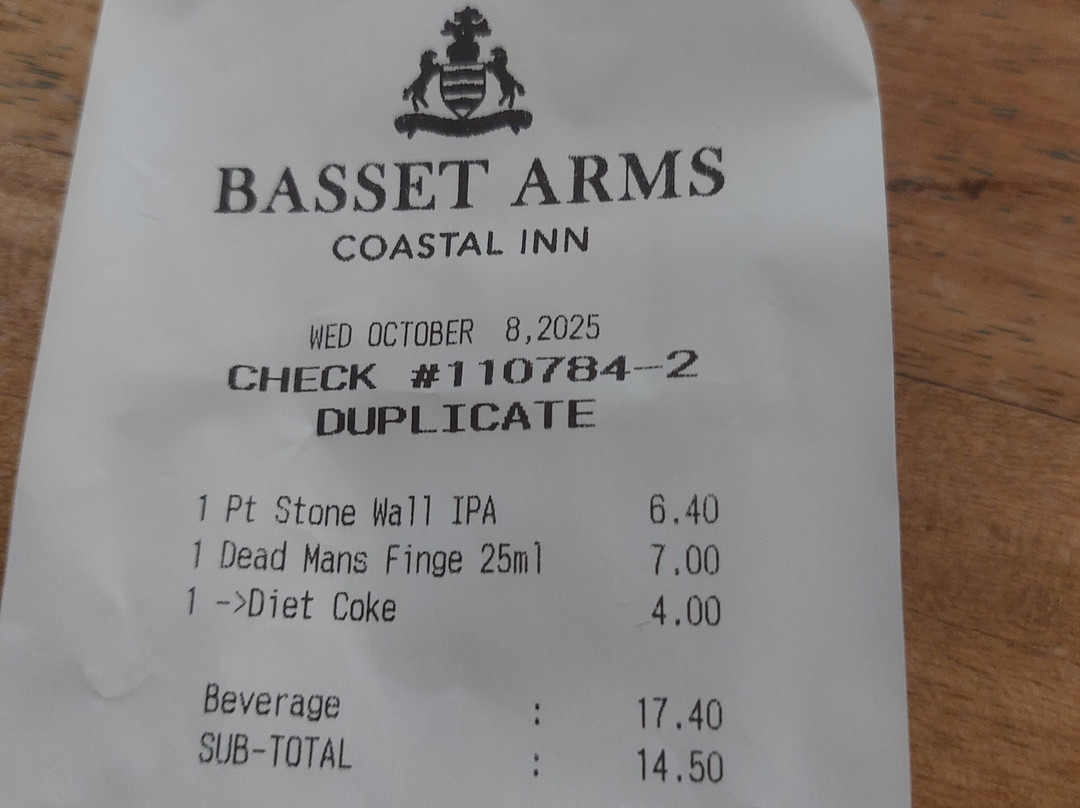 BASSET ARMS
COASTAL INN
WED OCTOBER 8,2025
CHECK #110784-2
DUPLICATE
1 Pt Stone Wall IPA 6.40
1 Dead Mans Finge 25ml 7.00
1 ->Diet Coke 4.00
Beverage : 17.40
SUB-TOTAL : 14.50